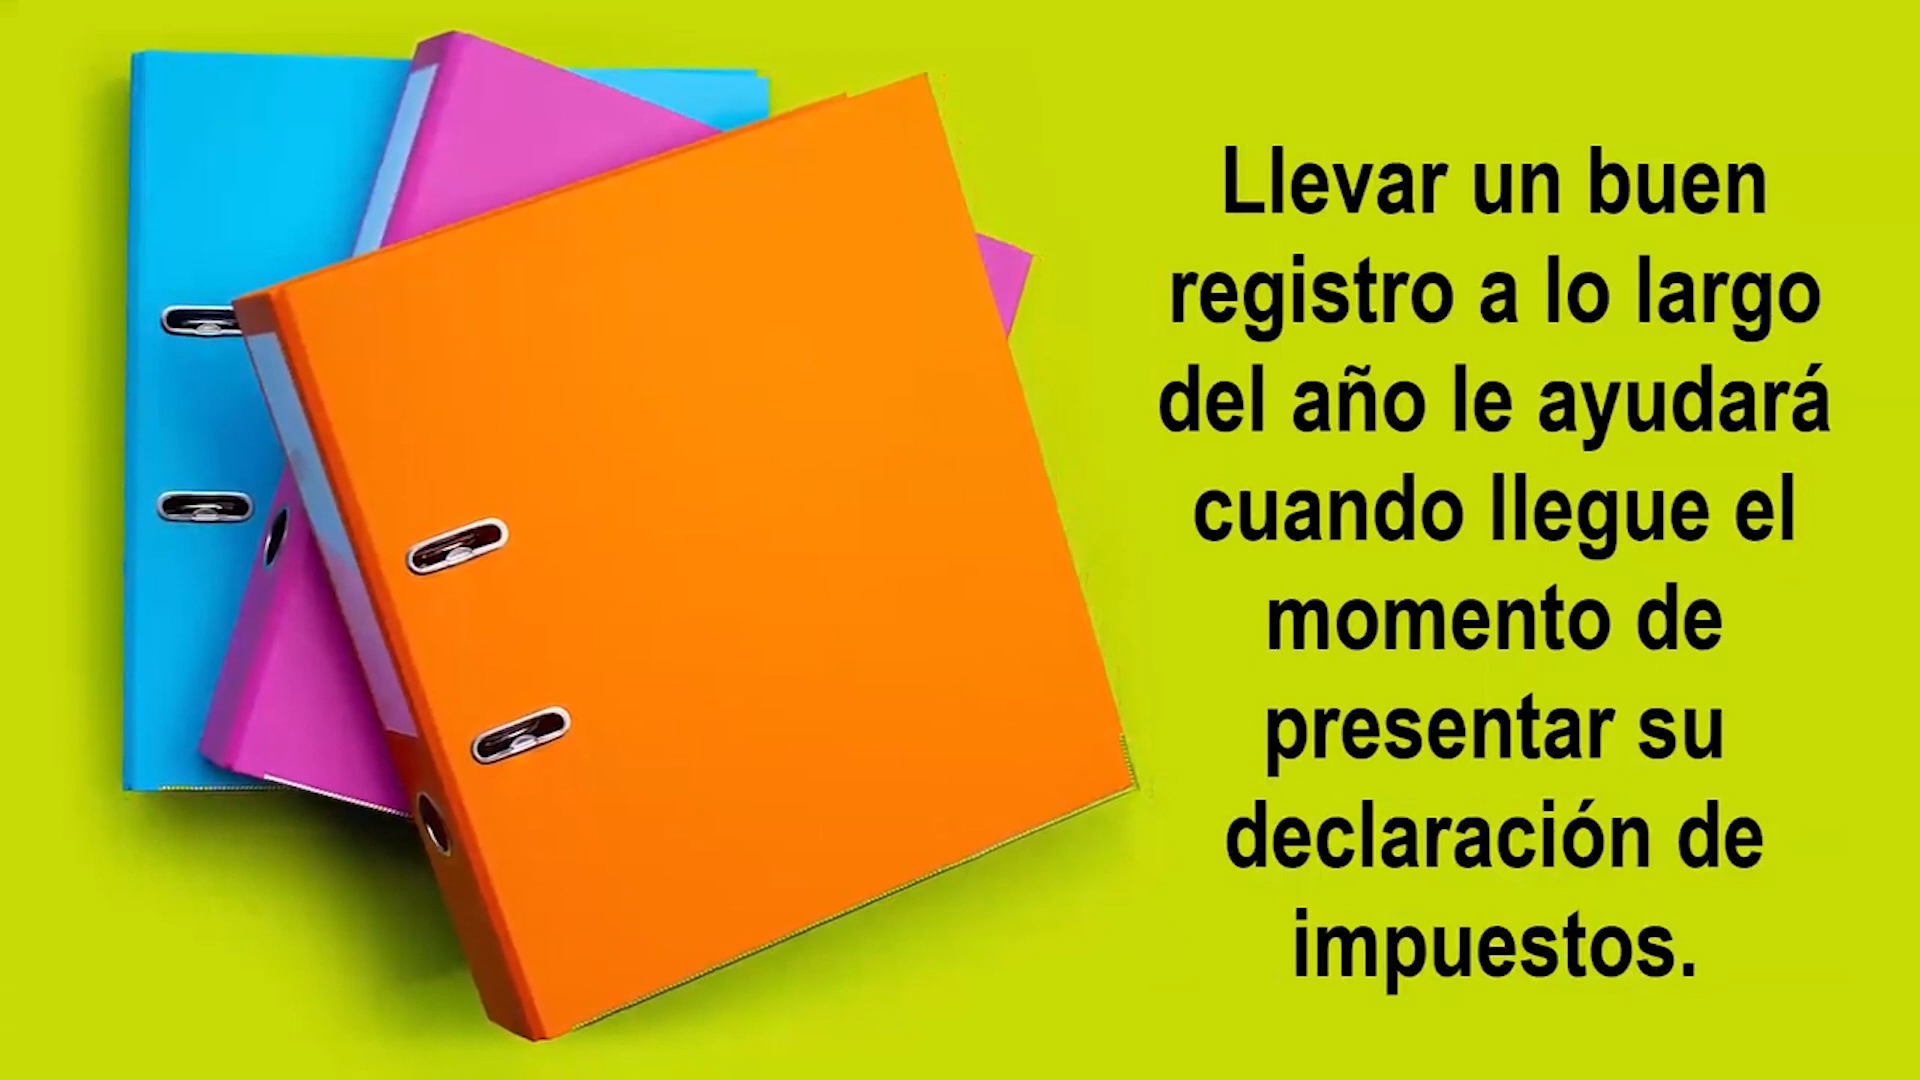 Llevar un buen
registro a lo largo
del año le ayudará
cuando llegue el
momento de
presentar su
declaración de
impuestos.